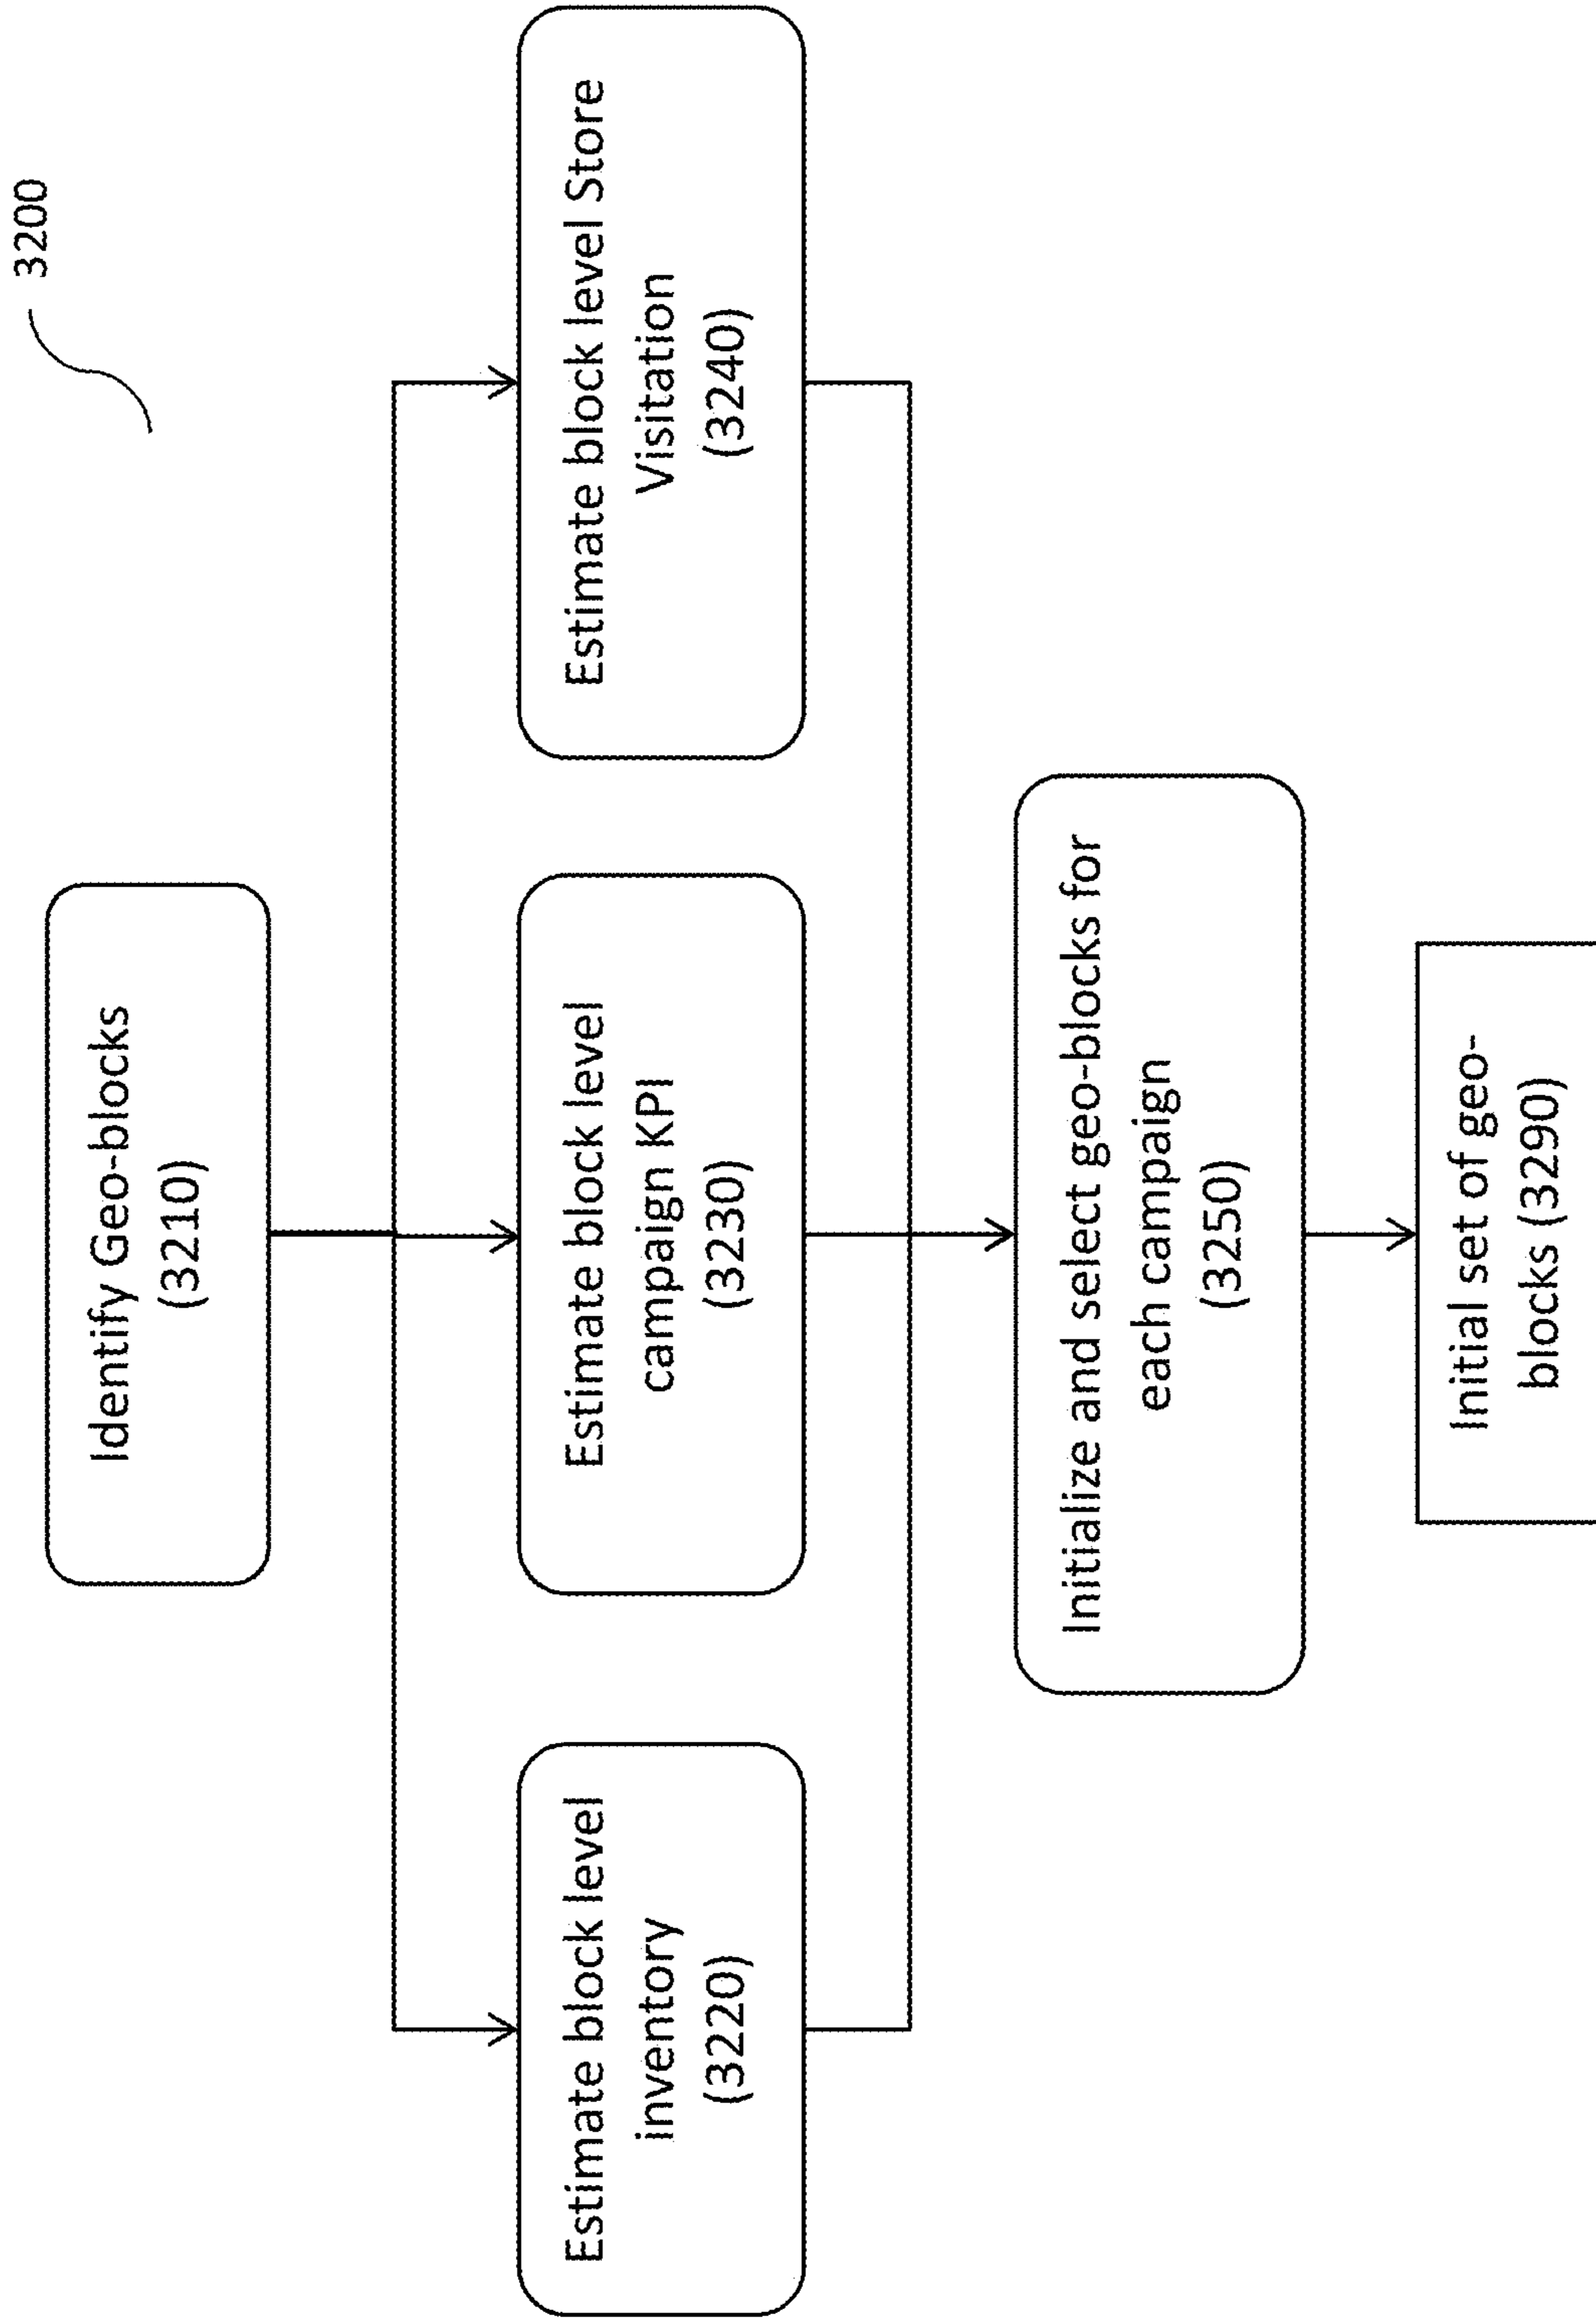 3200
Identify Geo-blocks
(3210)
Estimate block level
inventory
(3220)
Estimate block level
campaign KPI
(3230)
Estimate block level Store
Visitation
(3240)
Initialize and select geo-blocks for
each campaign
(3250)
Initial set of geo-
blocks (3290)